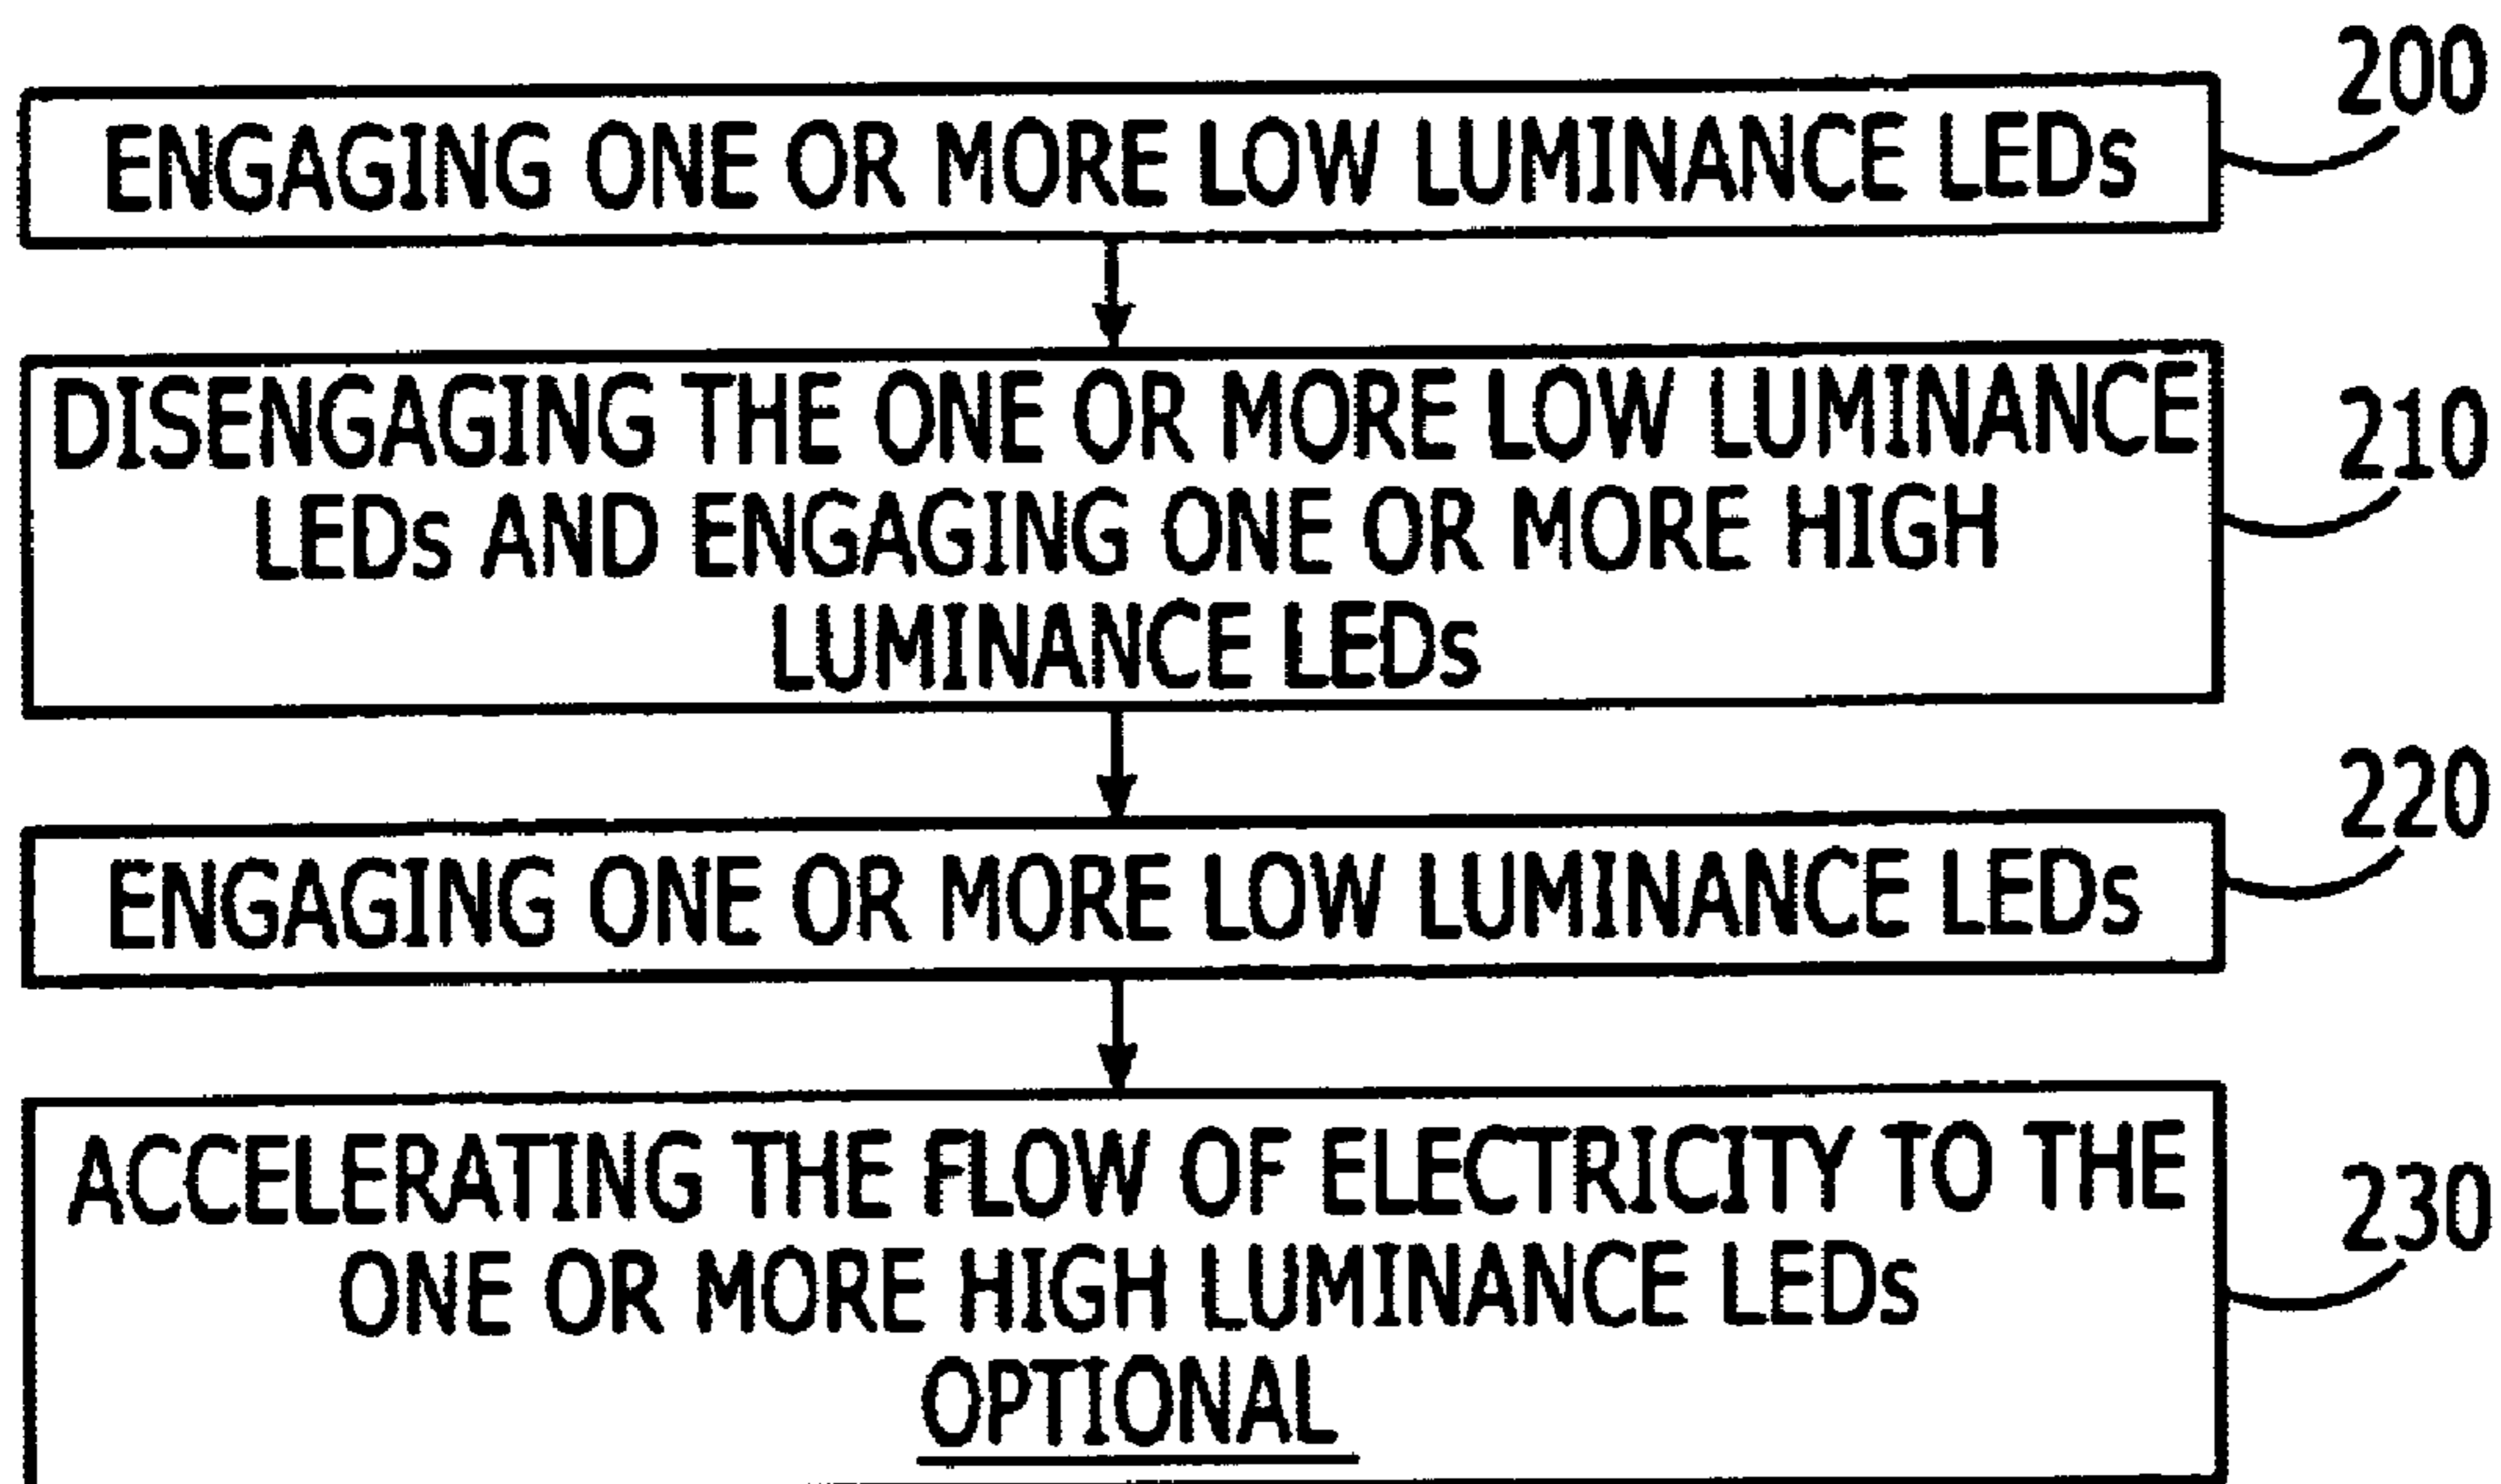 200
ENGAGING ONE OR MORE LOW LUMINANCE LEDs
DISENGAGING THE ONE OR MORE LOW LUMINANCE
LEDs AND ENGAGING ONE OR MORE HIGH
LUMINANCE LEDs
210
220
ENGAGING ONE OR MORE LOW LUMINANCE LEDs
ACCELERATING THE FLOW OF ELECTRICITY TO THE
ONE OR MORE HIGH LUMINANCE LEDs
OPTIONAL
230